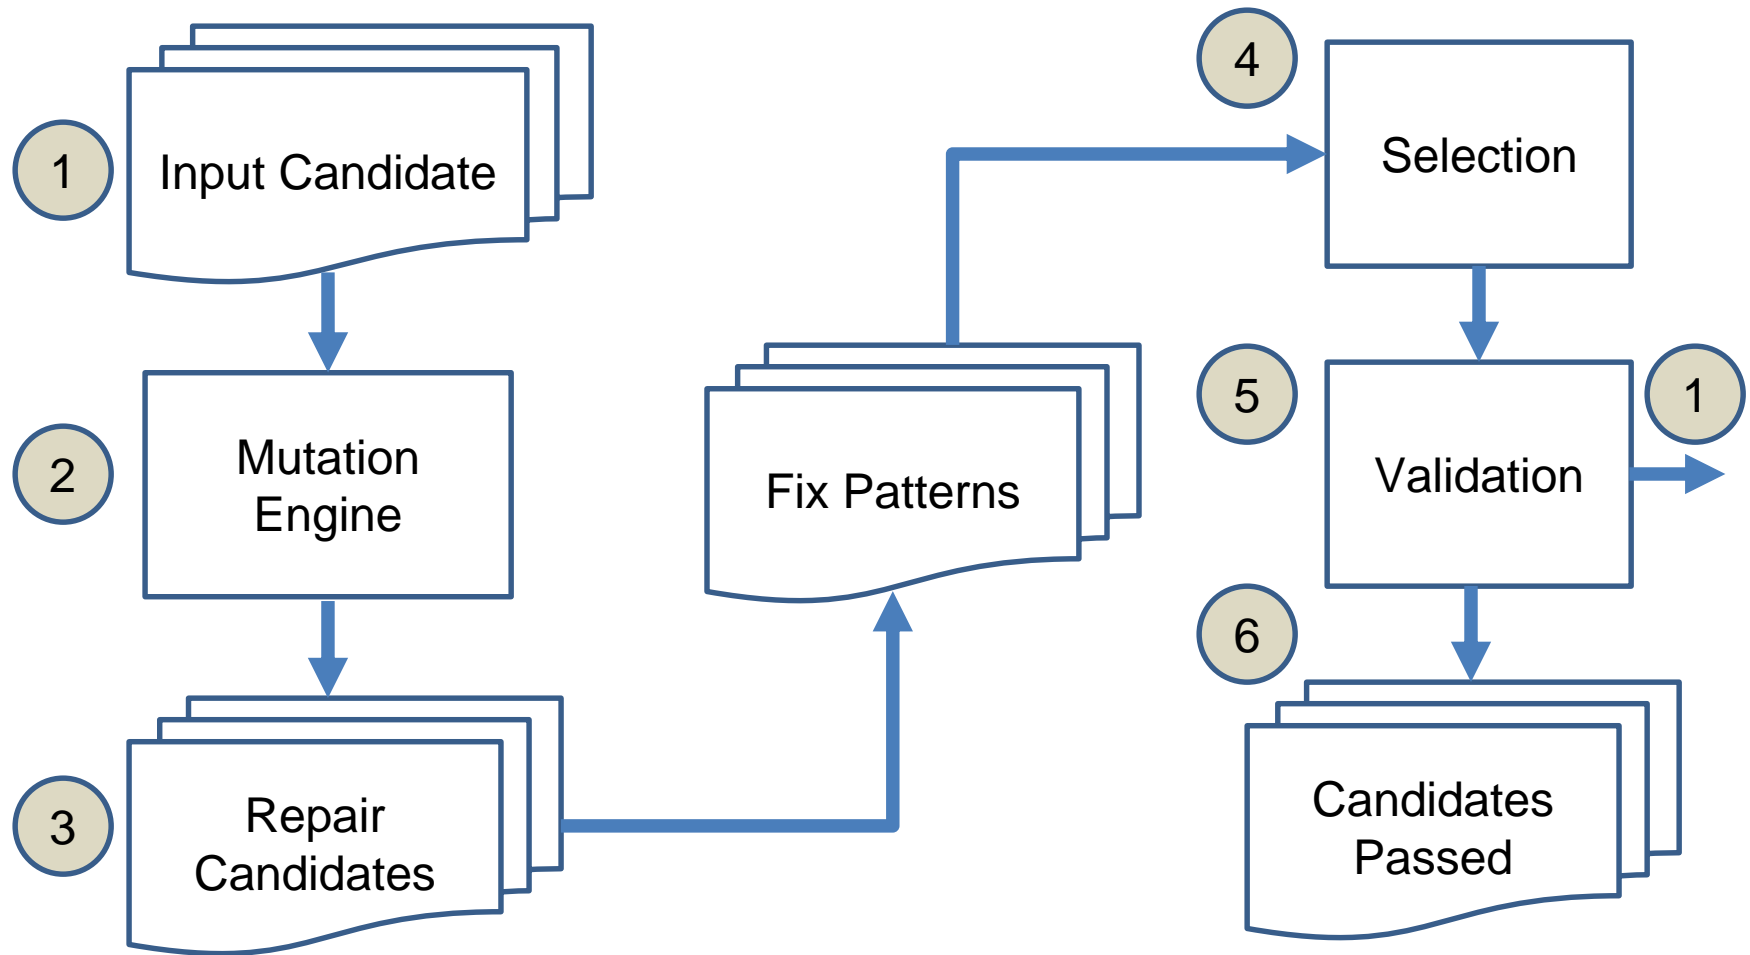 1
Input Candidate
2
Mutation
Engine
3
Repair
Candidates
Fix Patterns
4
Selection
5
Validation
1
6
Candidates
Passed